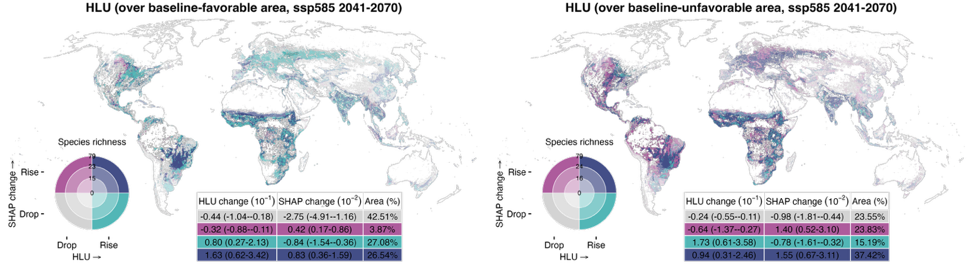 HLU (over baseline-favorable area, ssp585 2041-2070)
Species richness
79
23
15
0
SHAP change →
Rise
Drop
Drop
Rise
HLU →
HLU change (10⁻¹) SHAP change (10⁻²) Area (%)
-0.44 (-1.04--0.18) -2.75 (-4.91--1.16) 42.51%
-0.32 (-0.88--0.11) 0.42 (0.17-0.86) 3.87%
0.80 (0.27-2.13) -0.84 (-1.54--0.36) 27.08%
1.63 (0.62-3.42) 0.83 (0.36-1.59) 26.54%
HLU (over baseline-unfavorable area, ssp585 2041-2070)
Species richness
23
15
0
SHAP change →
Rise
Drop
Drop
Rise
HLU →
HLU change (10⁻¹) SHAP change (10⁻²) Area (%)
-0.24 (-0.55--0.11) -0.98 (-1.81--0.44) 23.55%
-0.64 (-1.37--0.27) 1.40 (0.52-3.10) 23.83%
1.73 (0.61-3.58) -0.78 (-1.61--0.32) 15.19%
0.94 (0.31-2.46) 1.55 (0.67-3.11) 37.42%